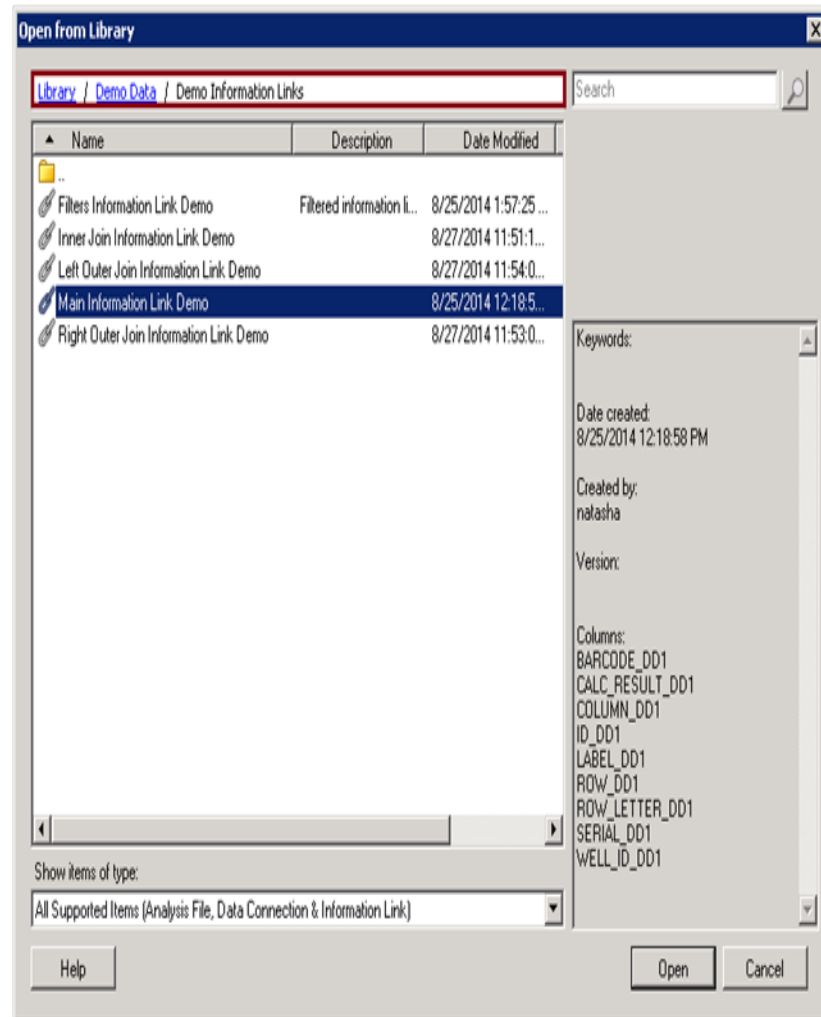 Open from Library
Library / Demo Data / Demo Information Links
Search
Name Description Date Modified
..
Filters Information Link Demo Filtered information li... 8/25/2014 1:57:25 ...
Inner Join Information Link Demo 8/27/2014 11:51:1...
Left Outer Join Information Link Demo 8/27/2014 11:54:0...
Main Information Link Demo 8/25/2014 12:18:5...
Right Outer Join Information Link Demo 8/27/2014 11:53:0...
Keywords:
Date created:
8/25/2014 12:18:58 PM
Created by:
natasha
Version:
Columns:
BARCODE_DD1
CALC_RESULT_DD1
COLUMN_DD1
ID_DD1
LABEL_DD1
ROW_DD1
ROW_LETTER_DD1
SERIAL_DD1
WELL_ID_DD1
Show items of type:
All Supported Items (Analysis File, Data Connection & Information Link)
Help Open Cancel